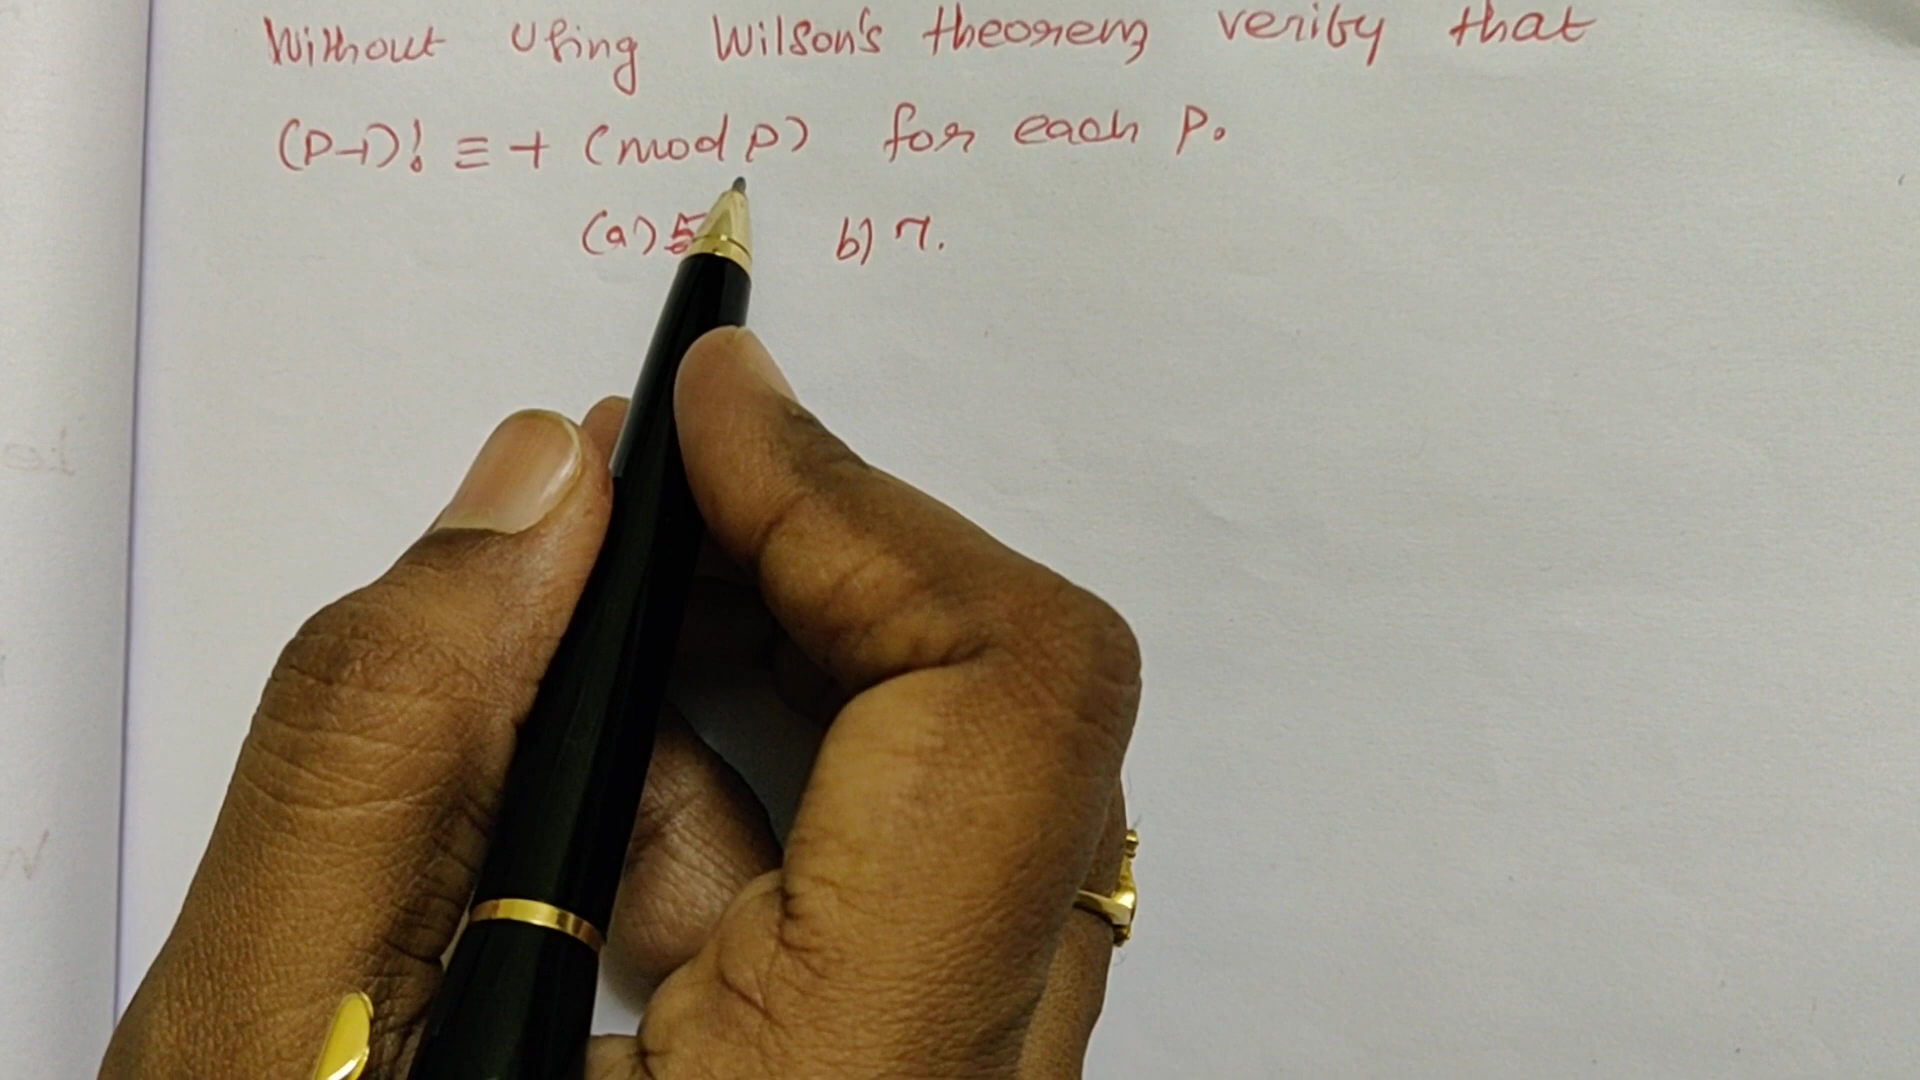 Without Using Wilson's theorem verify that
(P-1)! ≡ -1 (mod p) for each P.
(a) 5 b) 7.